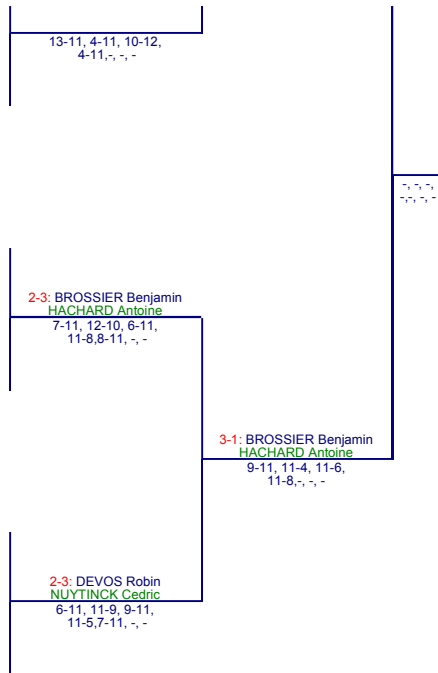 13-11, 4-11, 10-12,
4-11,-, -, -
-, -, -,
-,-, -, -
2-3: BROSSIER Benjamin
HACHARD Antoine
7-11, 12-10, 6-11,
11-8,8-11, -, -
3-1: BROSSIER Benjamin
HACHARD Antoine
9-11, 11-4, 11-6,
11-8,-, -, -
2-3: DEVOS Robin
NUYTINCK Cedric
6-11, 11-9, 9-11,
11-5,7-11, -, -